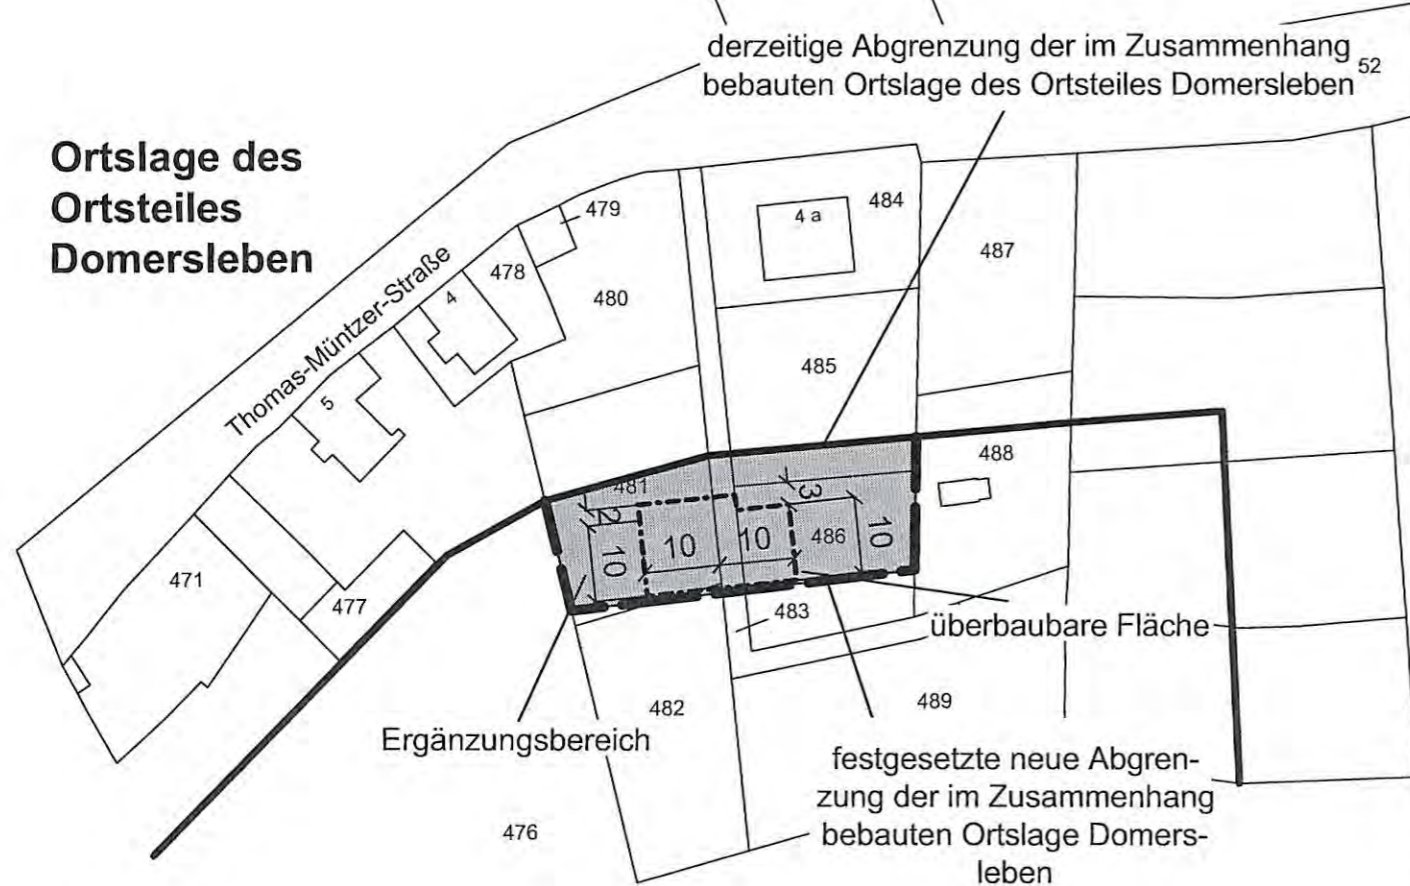 derzeitige Abgrenzung der im Zusammenhang
bebauten Ortslage des Ortsteiles Domersleben
52
Ortslage des
Ortsteiles
Domersleben
Thomas-Müntzer-Straße
479
4 a
484
478
487
480
4
485
5
488
481
3
2
10
10
10
486
10
471
477
483
überbaubare Fläche
482
489
Ergänzungsbereich
festgesetzte neue Abgren-
zung der im Zusammenhang
bebauten Ortslage Domers-
leben
476